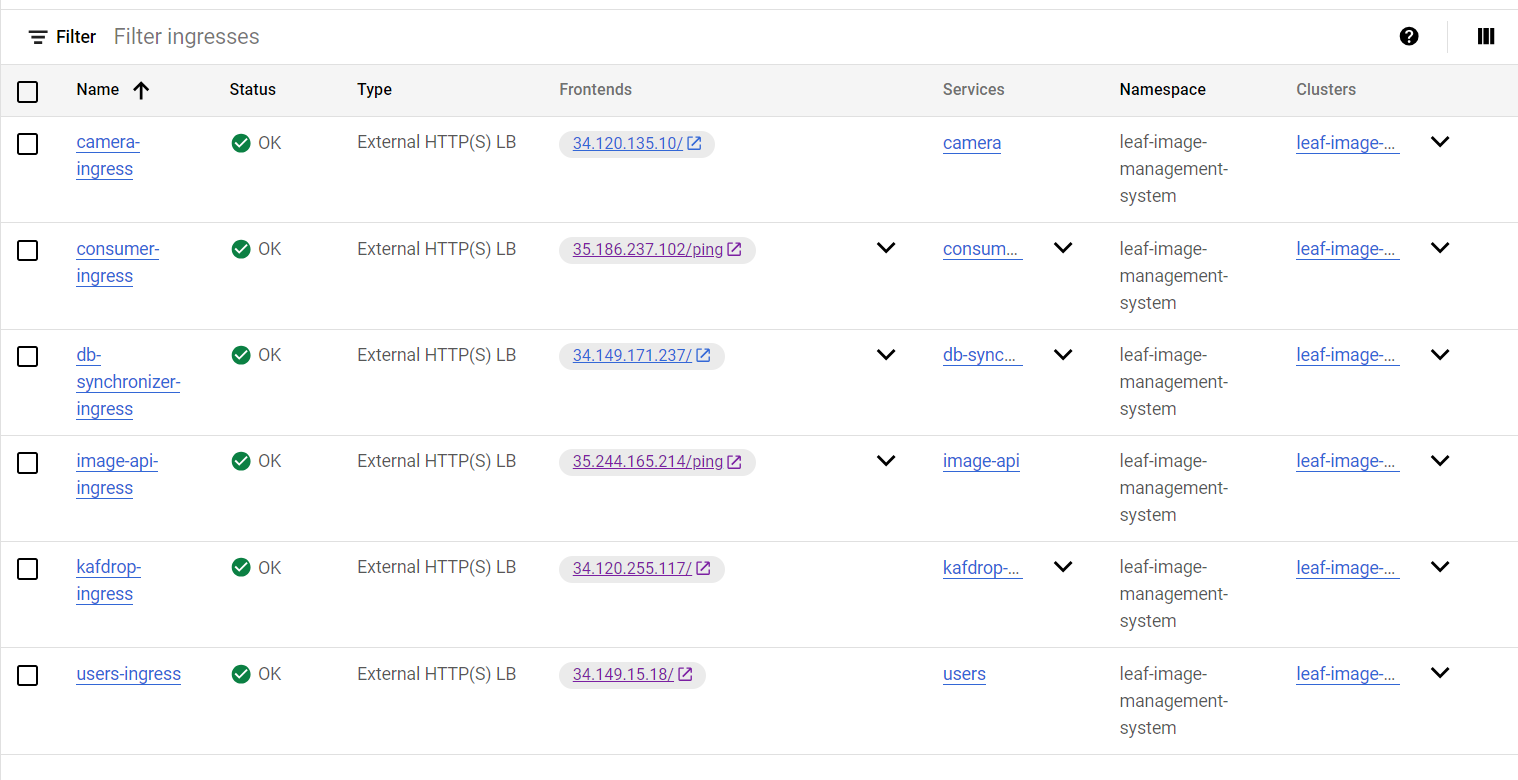 Filter Filter ingresses
Name Status Type Frontends Services Namespace Clusters
camera- OK External HTTP(S) LB 34.120.135.10/ camera leaf-image- leaf-image-...
ingress management-
system
consumer- OK External HTTP(S) LB 35.186.237.102/ping consum... leaf-image- leaf-image-...
ingress management-
system
db- OK External HTTP(S) LB 34.149.171.237/ db-sync... leaf-image- leaf-image-...
synchronizer- management-
ingress system
image-api- OK External HTTP(S) LB 35.244.165.214/ping image-api leaf-image- leaf-image-...
ingress management-
system
kafdrop- OK External HTTP(S) LB 34.120.255.117/ kafdrop-... leaf-image- leaf-image-...
ingress management-
system
users-ingress OK External HTTP(S) LB 34.149.15.18/ users leaf-image- leaf-image-...
management-
system